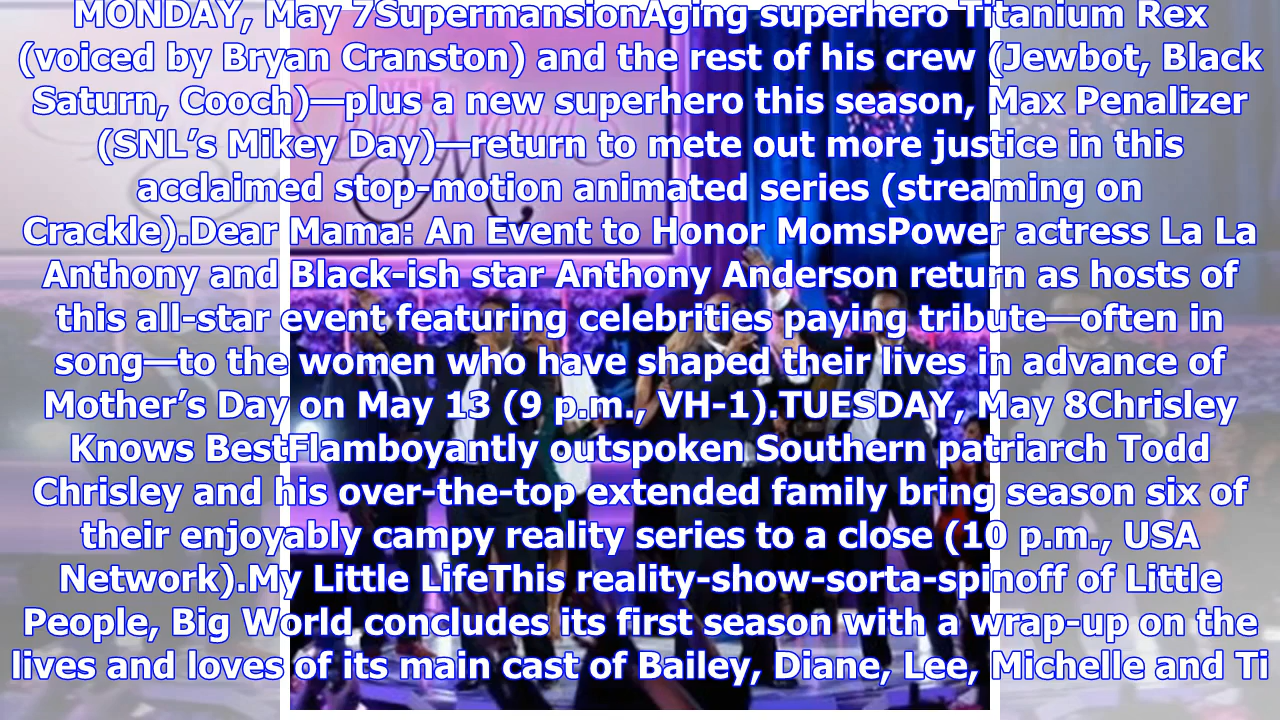 MONDAY, May 7SupermansionAging superhero Titanium Rex
(voiced by Bryan Cranston) and the rest of his crew (Jewbot, Black
Saturn, Cooch)—plus a new superhero this season, Max Penalizer
(SNL’s Mikey Day)—return to mete out more justice in this
acclaimed stop-motion animated series (streaming on
Crackle).Dear Mama: An Event to Honor MomsPower actress La La
Anthony and Black-ish star Anthony Anderson return as hosts of
this all-star event featuring celebrities paying tribute—often in
song—to the women who have shaped their lives in advance of
Mother’s Day on May 13 (9 p.m., VH-1).TUESDAY, May 8Chrisley
Knows BestFlamboyantly outspoken Southern patriarch Todd
Chrisley and his over-the-top extended family bring season six of
their enjoyably campy reality series to a close (10 p.m., USA
Network).My Little LifeThis reality-show-sorta-spinoff of Little
People, Big World concludes its first season with a wrap-up on the
lives and loves of its main cast of Bailey, Diane, Lee, Michelle and Ti